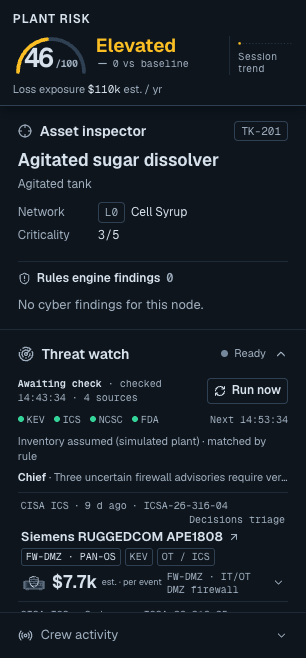 PLANT RISK
46 /100
Elevated
— 0 vs baseline
Session
trend
Loss exposure $110k est. / yr
Asset inspector
TK-201
Agitated sugar dissolver
Agitated tank
Network L0 Cell Syrup
Criticality 3/5
Rules engine findings 0
No cyber findings for this node.
Threat watch
Ready
Awaiting check · checked
14:43:34 · 4 sources
Run now
KEV ICS NCSC FDA Next 14:53:34
Inventory assumed (simulated plant) · matched by
rule
Chief · Three uncertain firewall advisories require ver…
CISA ICS · 9 d ago · ICSA-26-316-04
Decisions triage
Siemens RUGGEDCOM APE1808 ↗
FW-DMZ · PAN-OS KEV OT / ICS
$7.7k est. · per event
FW-DMZ · IT/OT
DMZ firewall
Crew activity